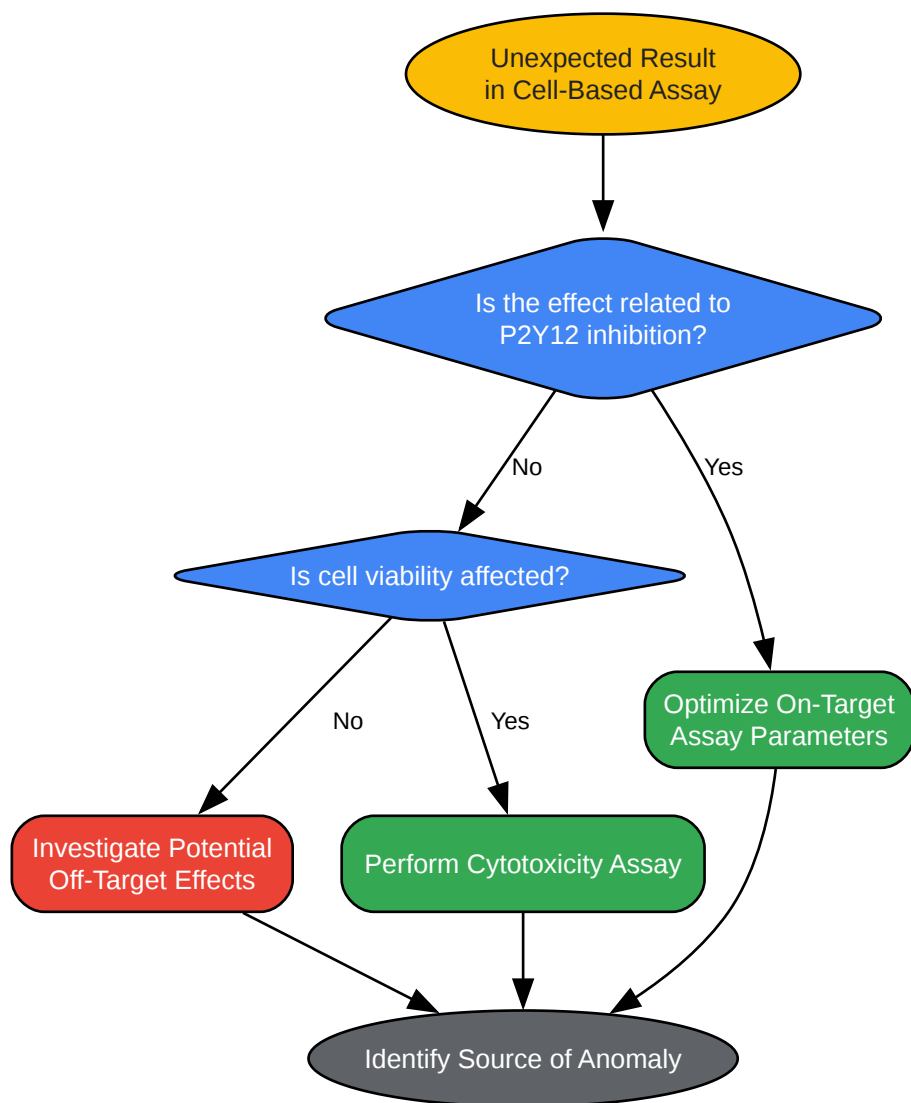 Unexpected Result
in Cell-Based Assay
Is the effect related to
P2Y12 inhibition?
No
Yes
Is cell viability affected?
No
Yes
Optimize On-Target
Assay Parameters
Investigate Potential
Off-Target Effects
Perform Cytotoxicity Assay
Identify Source of Anomaly